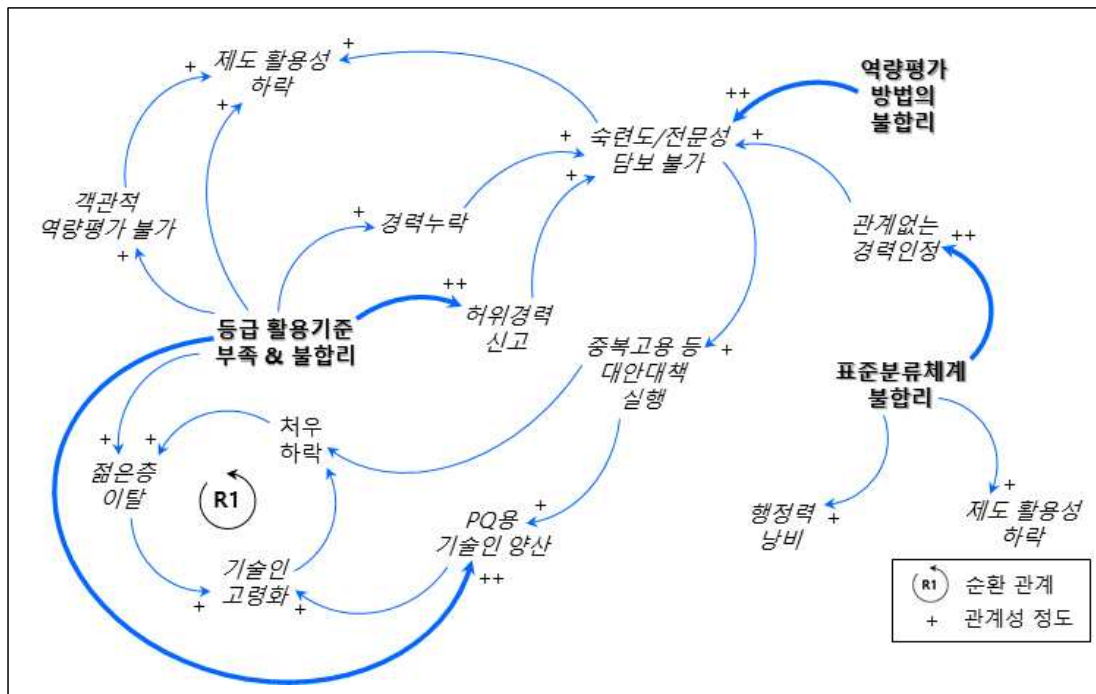 제도 활용성
하락
+
+
+
역량평가
방법의
불합리
++
숙련도/전문성
담보 불가
+
+
+
객관적
역량평가 불가
+
경력누락
+
관계없는
경력인정
++
등급 활용기준
부족 & 불합리
++
허위경력
신고
중복고용 등
대안대책
실행
+
표준분류체계
불합리
처우
하락
+
+
젊은층
이탈
R1
PQ용
기술인 양산
+
++
기술인
고령화
+
+
행정력
낭비
+
제도 활용성
하락
+
R1 순환 관계
+ 관계성 정도